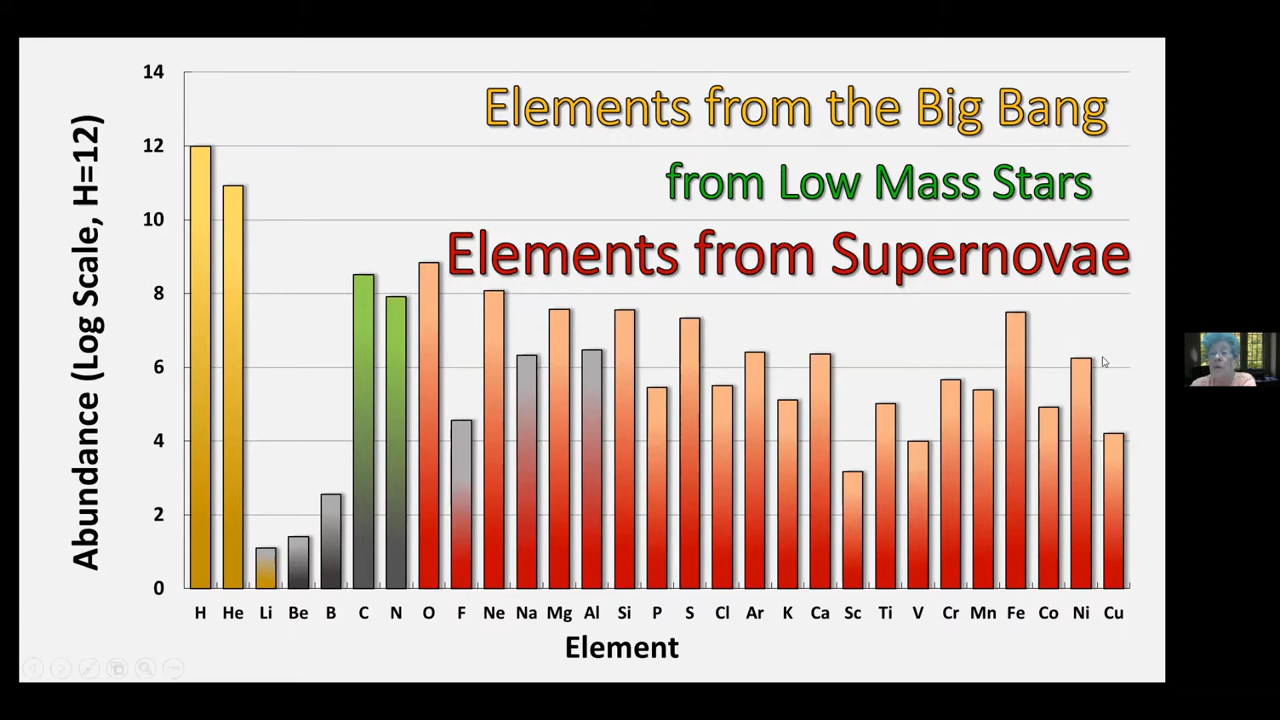 Elements from the Big Bang
from Low Mass Stars
Elements from Supernovae
Abundance (Log Scale, H=12)
14
12
10
8
6
4
2
0
H He Li Be B C N O F Ne Na Mg Al Si P S Cl Ar K Ca Sc Ti V Cr Mn Fe Co Ni Cu
Element